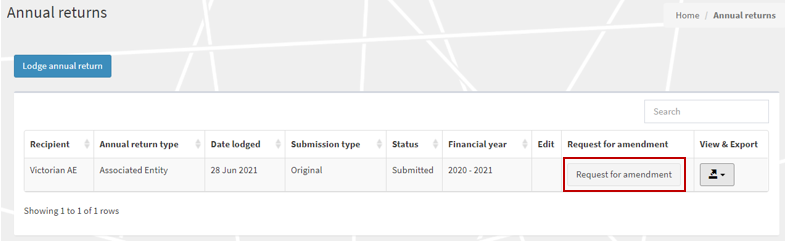 Annual returns
Home / Annual returns
Lodge annual return
Search
Recipient Annual return type Date lodged Submission type Status Financial year Edit Request for amendment View & Export
Victorian AE Associated Entity 28 Jun 2021 Original Submitted 2020 - 2021 Request for amendment
Showing 1 to 1 of 1 rows